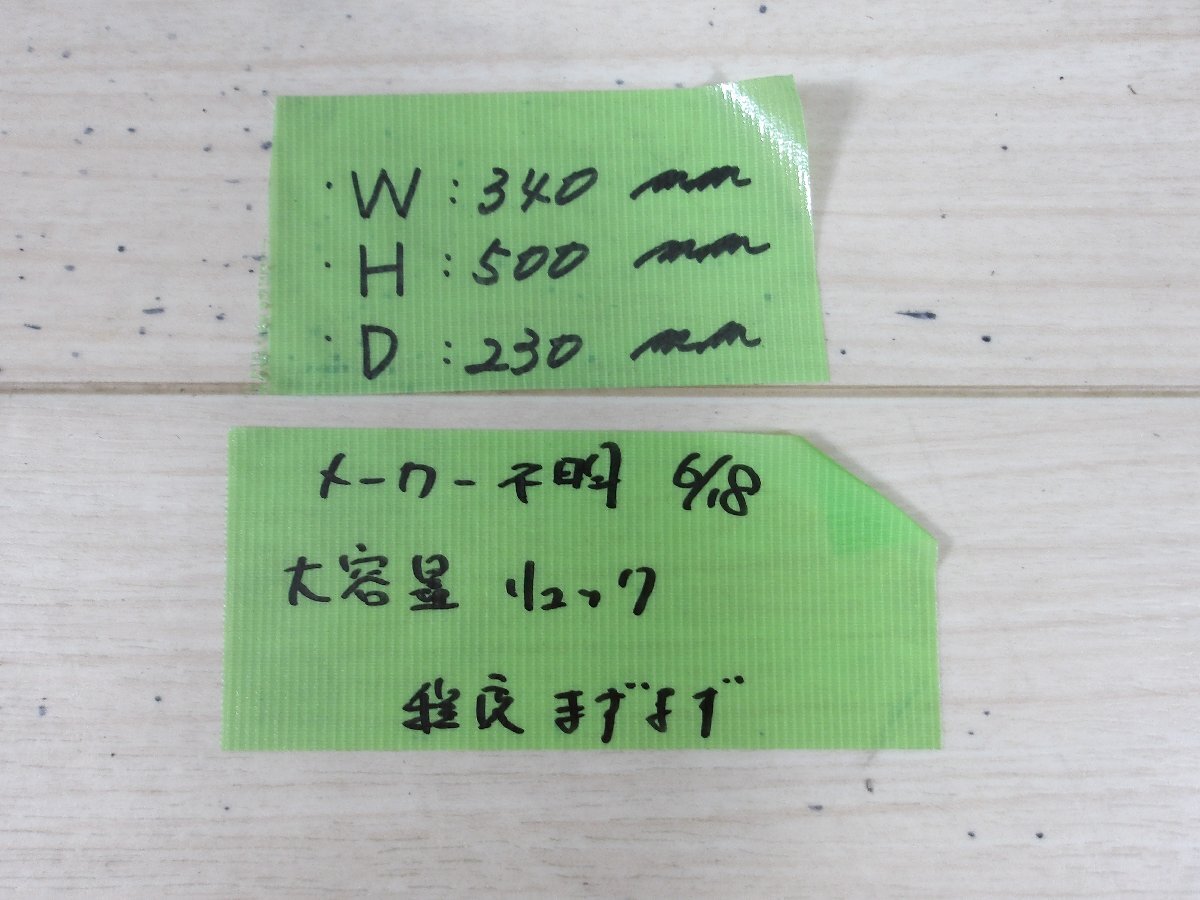 ・W:340 mm
・H:500 mm
・D:230 mm
メーカー不明 6/18
大容量 リュック
程度 まずまず